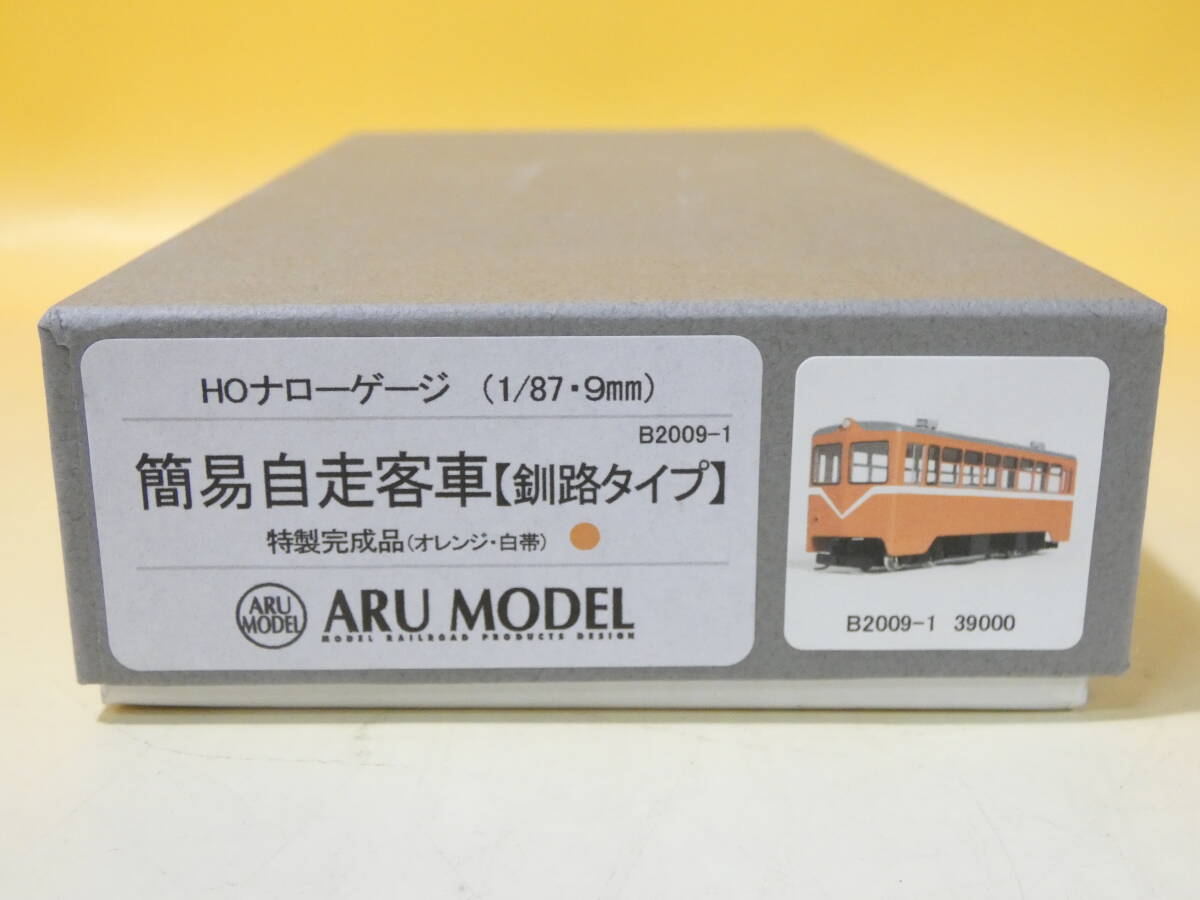 HOナローゲージ (1/87・9mm)
B2009-1
簡易自走客車【釧路タイプ】
特製完成品(オレンジ・白帯)
ARU MODEL
ARU MODEL
MODEL RAILROAD PRODUCTS DESIGN
B2009-1 39000